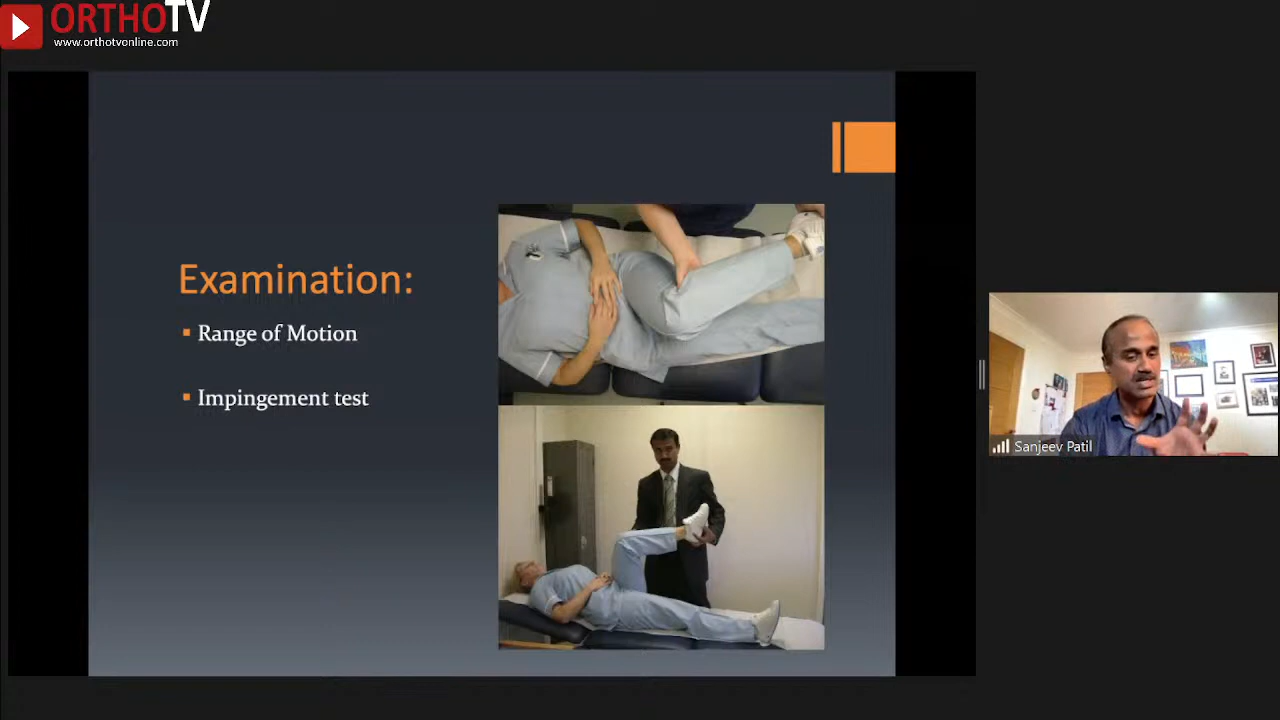 ORTHOTV
www.orthotvonline.com
Examination:
Range of Motion
Impingement test
Sanjeev Patil